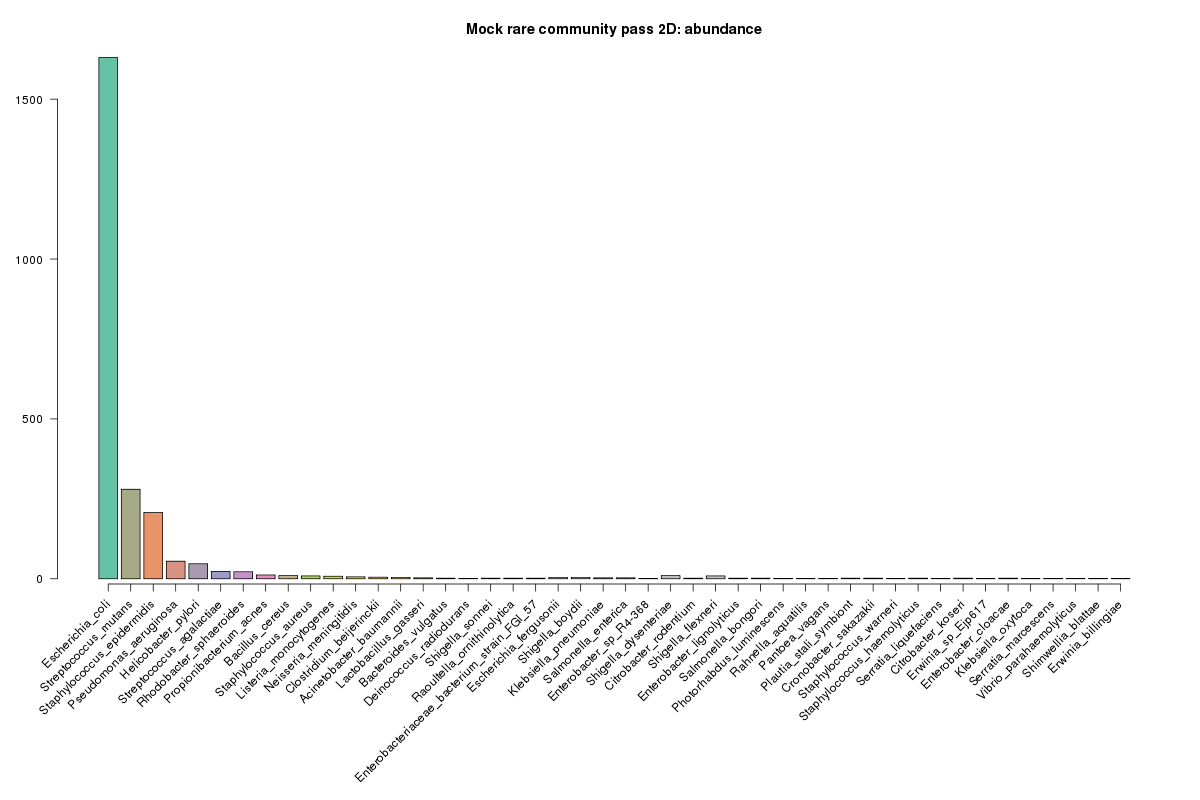 Mock rare community pass 2D: abundance
1500
1000
500
0
Escherichia_coli
Streptococcus_mutans
Staphylococcus_epidermidis
Pseudomonas_aeruginosa
Helicobacter_pylori
Streptococcus_agalactiae
Rhodobacter_sphaeroides
Propionibacterium_acnes
Bacillus_cereus
Staphylococcus_aureus
Listeria_monocytogenes
Neisseria_meningitidis
Clostridium_beijerinckii
Acinetobacter_baumannii
Lactobacillus_gasseri
Bacteroides_vulgatus
Deinococcus_radiodurans
Shigella_sonnei
Raoultella_ornithinolytica
Enterobacteriaceae_bacterium_strain_FGI_57
Escherichia_fergusonii
Shigella_boydii
Klebsiella_pneumoniae
Salmonella_enterica
Enterobacter_sp_R4-368
Shigella_dysenteriae
Citrobacter_rodentium
Shigella_flexneri
Enterobacter_lignolyticus
Salmonella_bongori
Photorhabdus_luminescens
Rahnella_aquatilis
Pantoea_vagans
Plautia_stali_symbiont
Cronobacter_sakazakii
Staphylococcus_warneri
Staphylococcus_haemolyticus
Serratia_liquefaciens
Citrobacter_koseri
Erwinia_sp_Ejp617
Enterobacter_cloacae
Klebsiella_oxytoca
Serratia_marcescens
Vibrio_parahaemolyticus
Shimwellia_blattae
Erwinia_billingiae